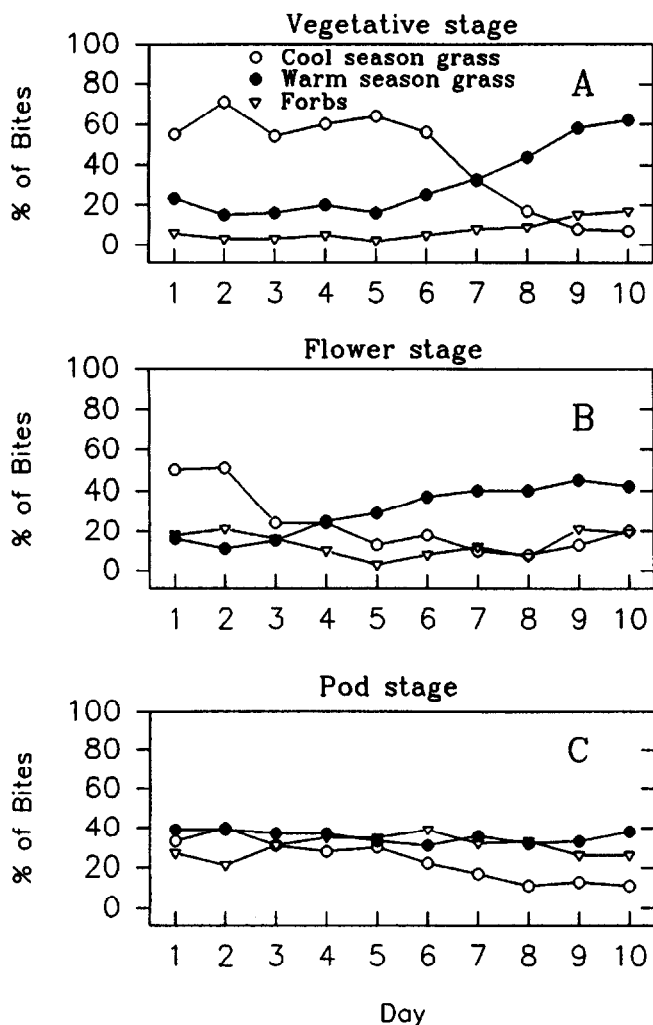 Vegetative stage
100
80
60
40
20
0
% of Bites
Cool season grass
Warm season grass
Forbs
A
1 2 3 4 5 6 7 8 9 10
Flower stage
100
80
60
40
20
0
% of Bites
B
1 2 3 4 5 6 7 8 9 10
Pod stage
100
80
60
40
20
0
% of Bites
C
1 2 3 4 5 6 7 8 9 10
Day